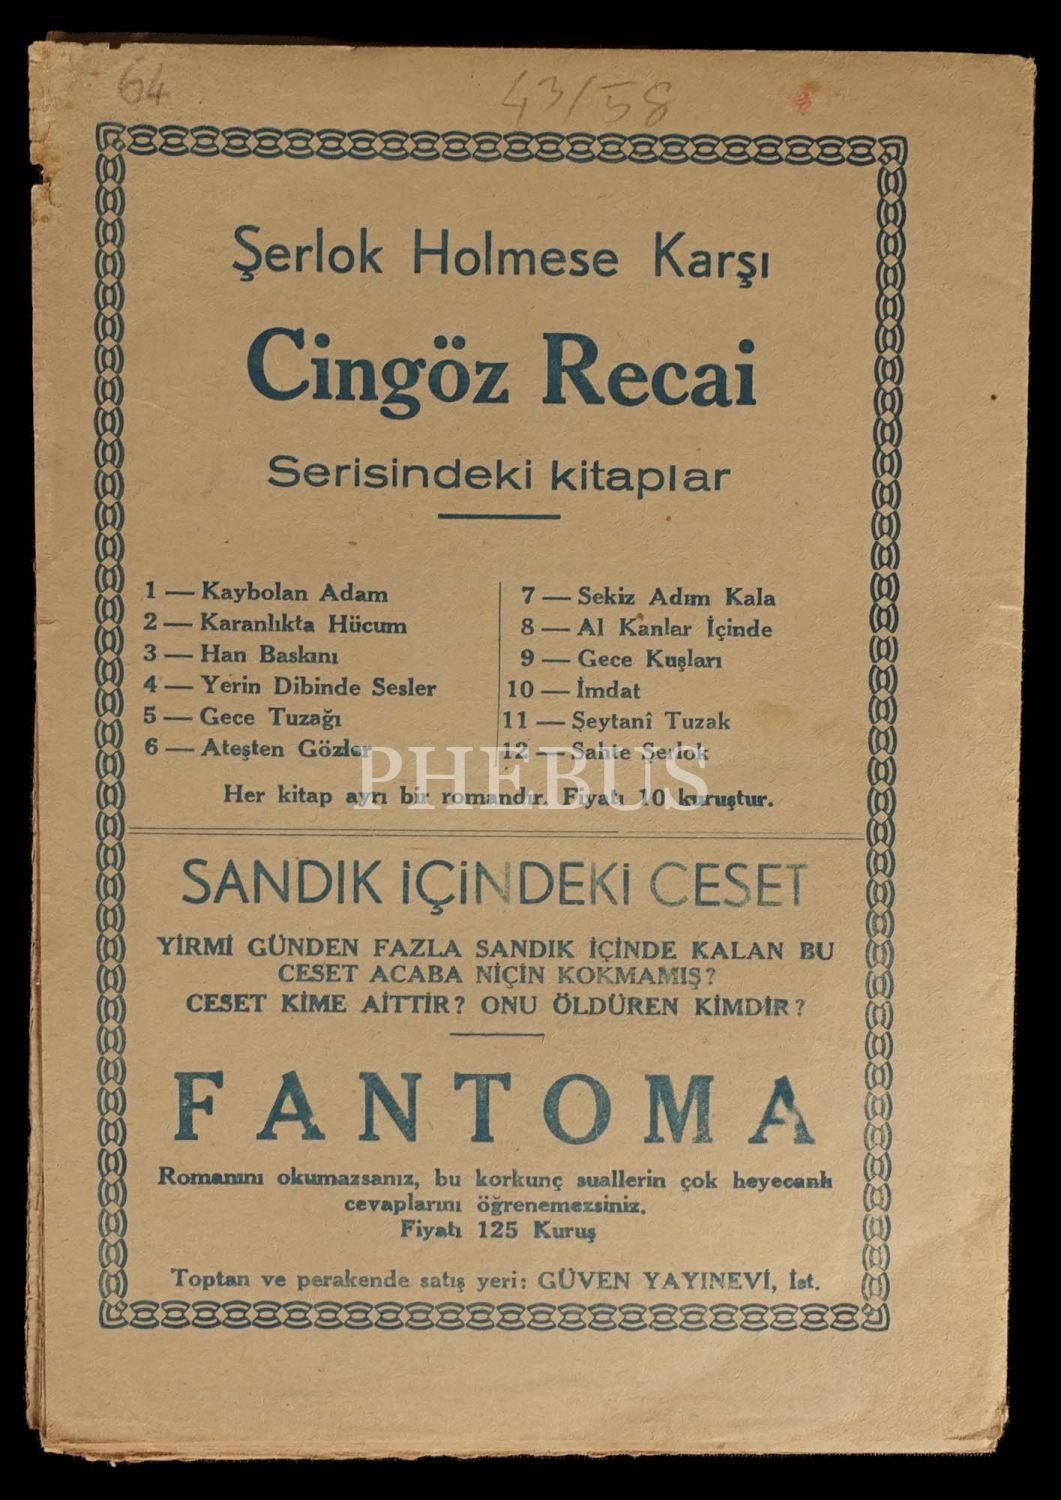 64
43/58
Şerlok Holmese Karşı
Cingöz Recai
Serisindeki kitaplar
1 — Kaybolan Adam
2 — Karanlıkta Hücum
3 — Han Baskını
4 — Yerin Dibinde Sesler
5 — Gece Tuzağı
6 — Ateşten Gözler
7 — Sekiz Adım Kala
8 — Al Kanlar İçinde
9 — Gece Kuşları
10 — İmdat
11 — Şeytanî Tuzak
12 — Sahte Şerlok
PHEBUS
Her kitap ayrı bir romandır. Fiyatı 10 kuruştur.
SANDIK İÇİNDEKİ CESET
YİRMİ GÜNDEN FAZLA SANDIK İÇİNDE KALAN BU
CESET ACABA NİÇİN KOKMAMIŞ?
CESET KİME AİTTİR? ONU ÖLDÜREN KİMDİR?
FANTOMA
Romanını okumazsanız, bu korkunç suallerin çok heyecanlı
cevaplarını öğrenemezsiniz.
Fiyatı 125 Kuruş
Toptan ve perakende satış yeri: GÜVEN YAYINEVİ, İst.